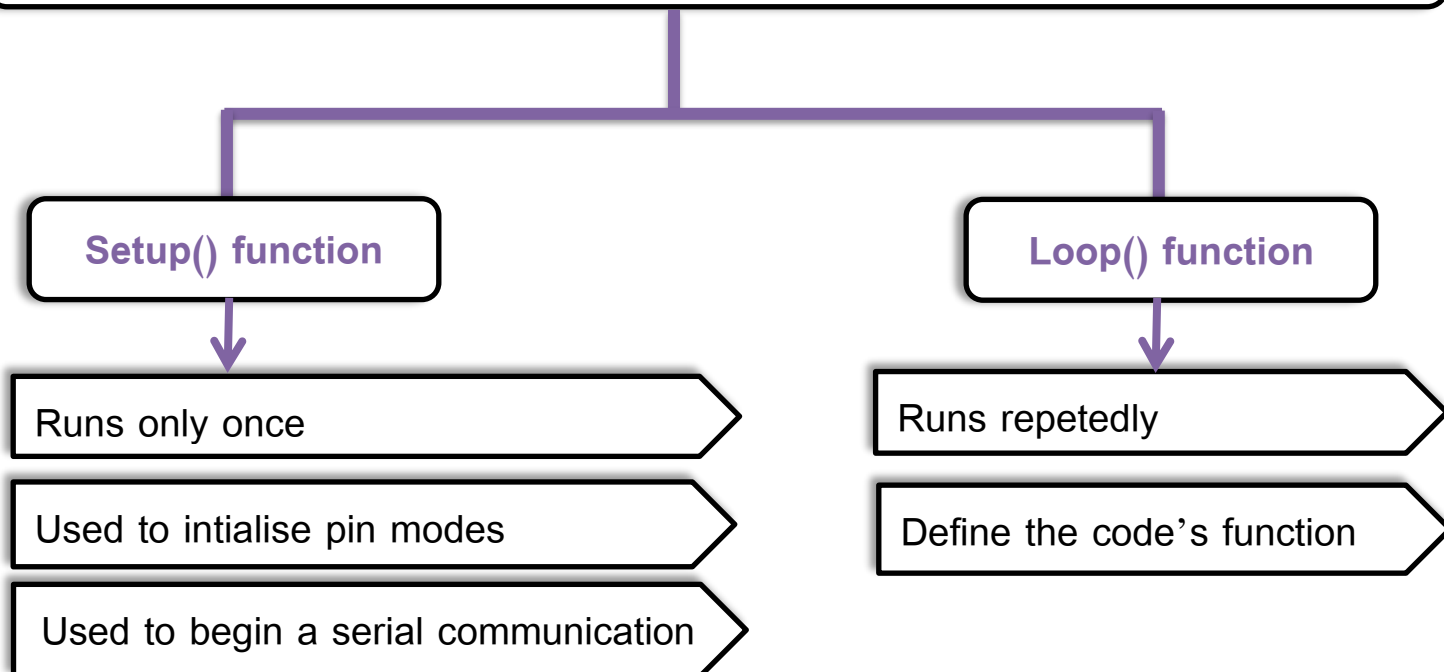 Setup() function
Loop() function
Runs only once
Used to intialise pin modes
Used to begin a serial communication
Runs repetedly
Define the code’s function